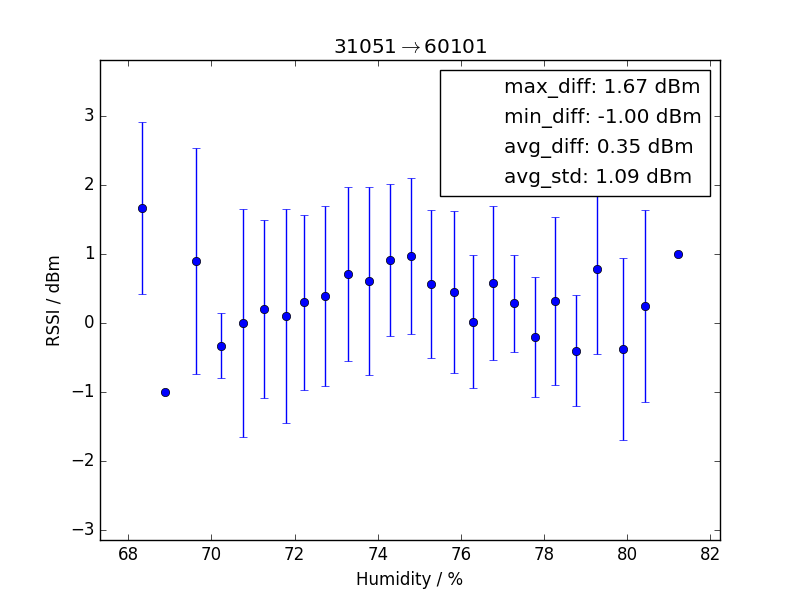 31051→60101
max_diff: 1.67 dBm
min_diff: -1.00 dBm
avg_diff: 0.35 dBm
avg_std: 1.09 dBm
RSSI / dBm
3
2
1
0
−1
−2
−3
68 70 72 74 76 78 80 82
Humidity / %